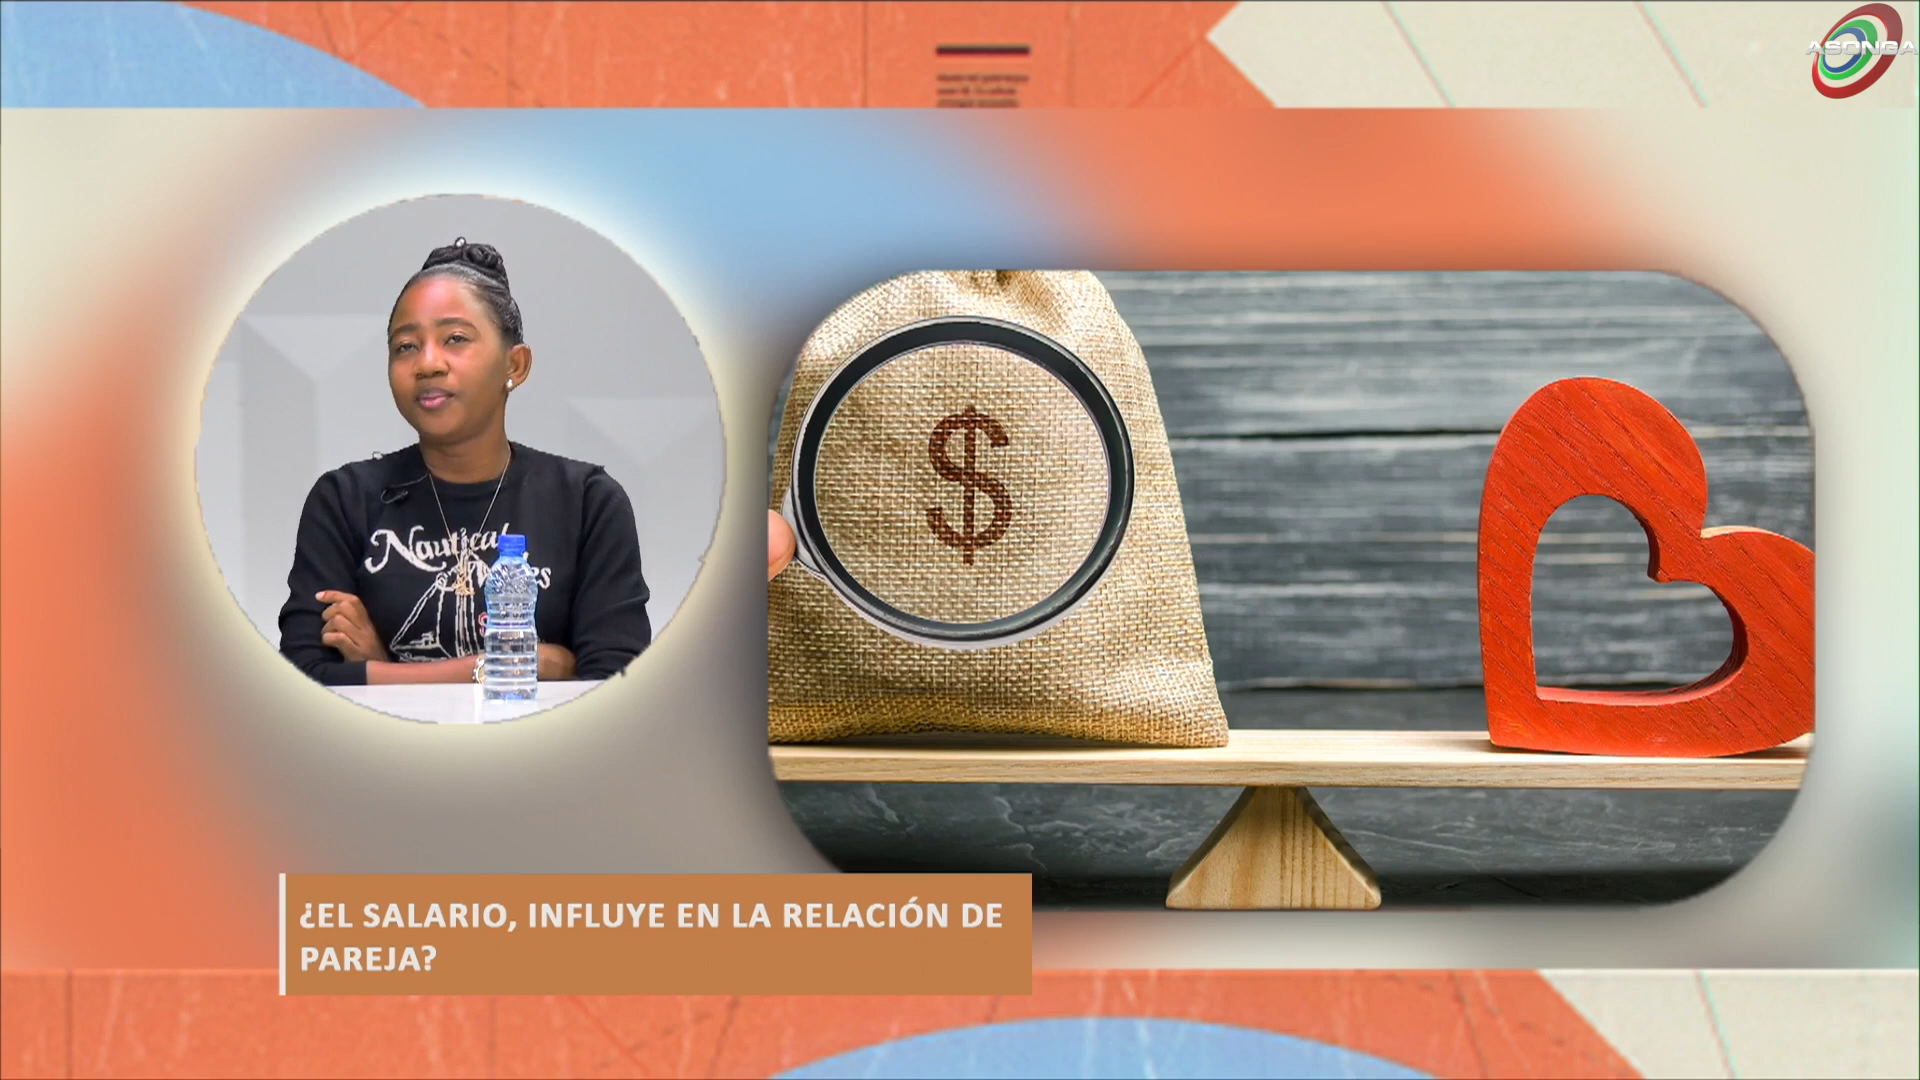 ASONGA
$
Nautical
¿EL SALARIO, INFLUYE EN LA RELACIÓN DE
PAREJA?